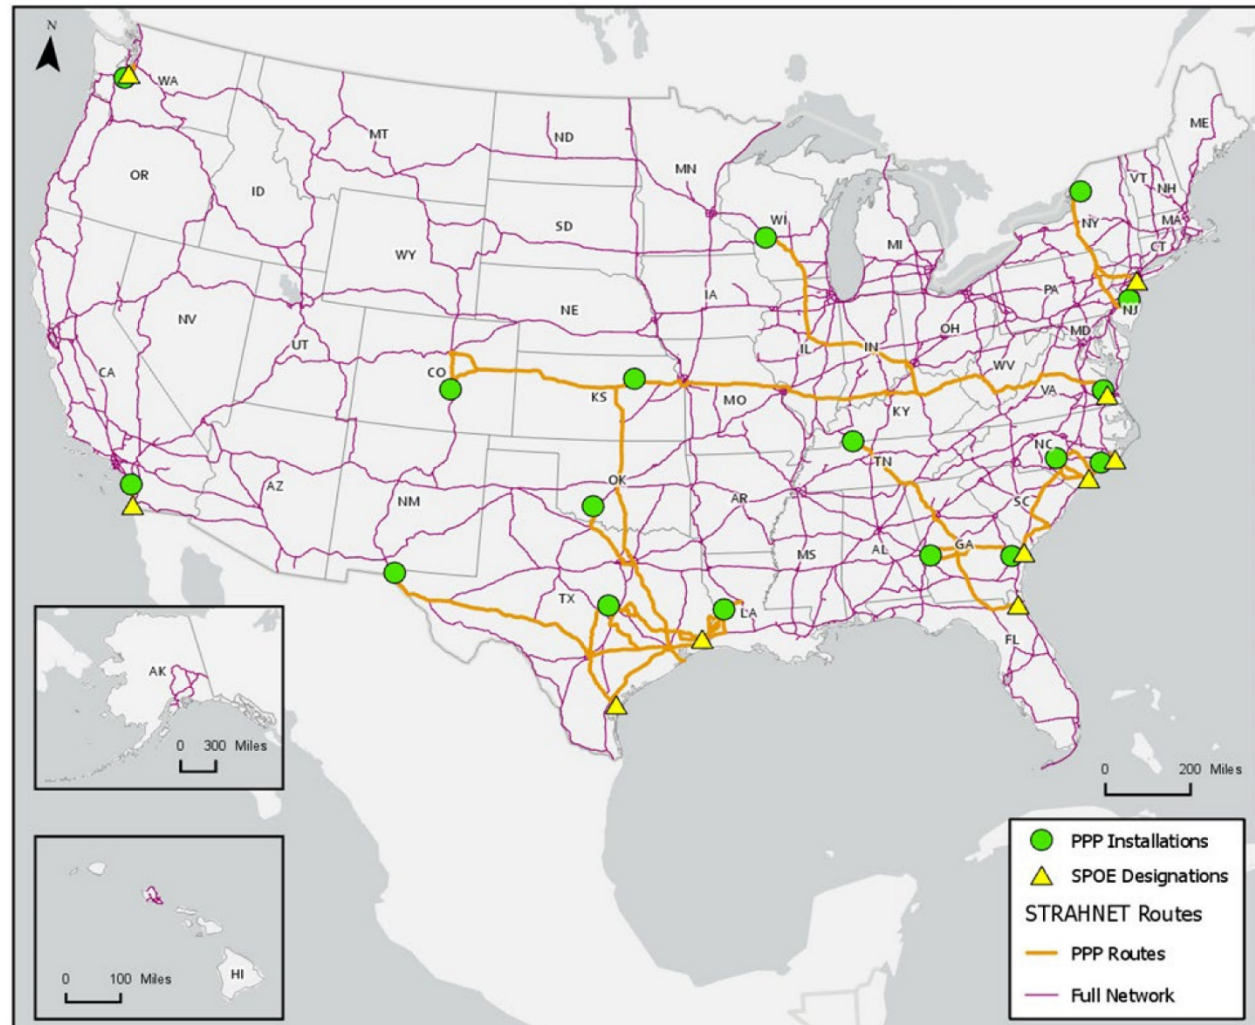 N
WA
MT
ND
MN
ME
OR
ID
VT
NH
SD
WI
NY
MA
WY
MI
CT
IA
PA
NE
NV
NJ
OH
MD
UT
IL
IN
CA
CO
WV
KS
MO
VA
KY
NC
TN
OK
AZ
NM
AR
SC
MS
AL
GA
TX
LA
FL
AK
0 300 Miles
0 200 Miles
HI
0 100 Miles
PPP Installations
SPOE Designations
STRAHNET Routes
PPP Routes
Full Network